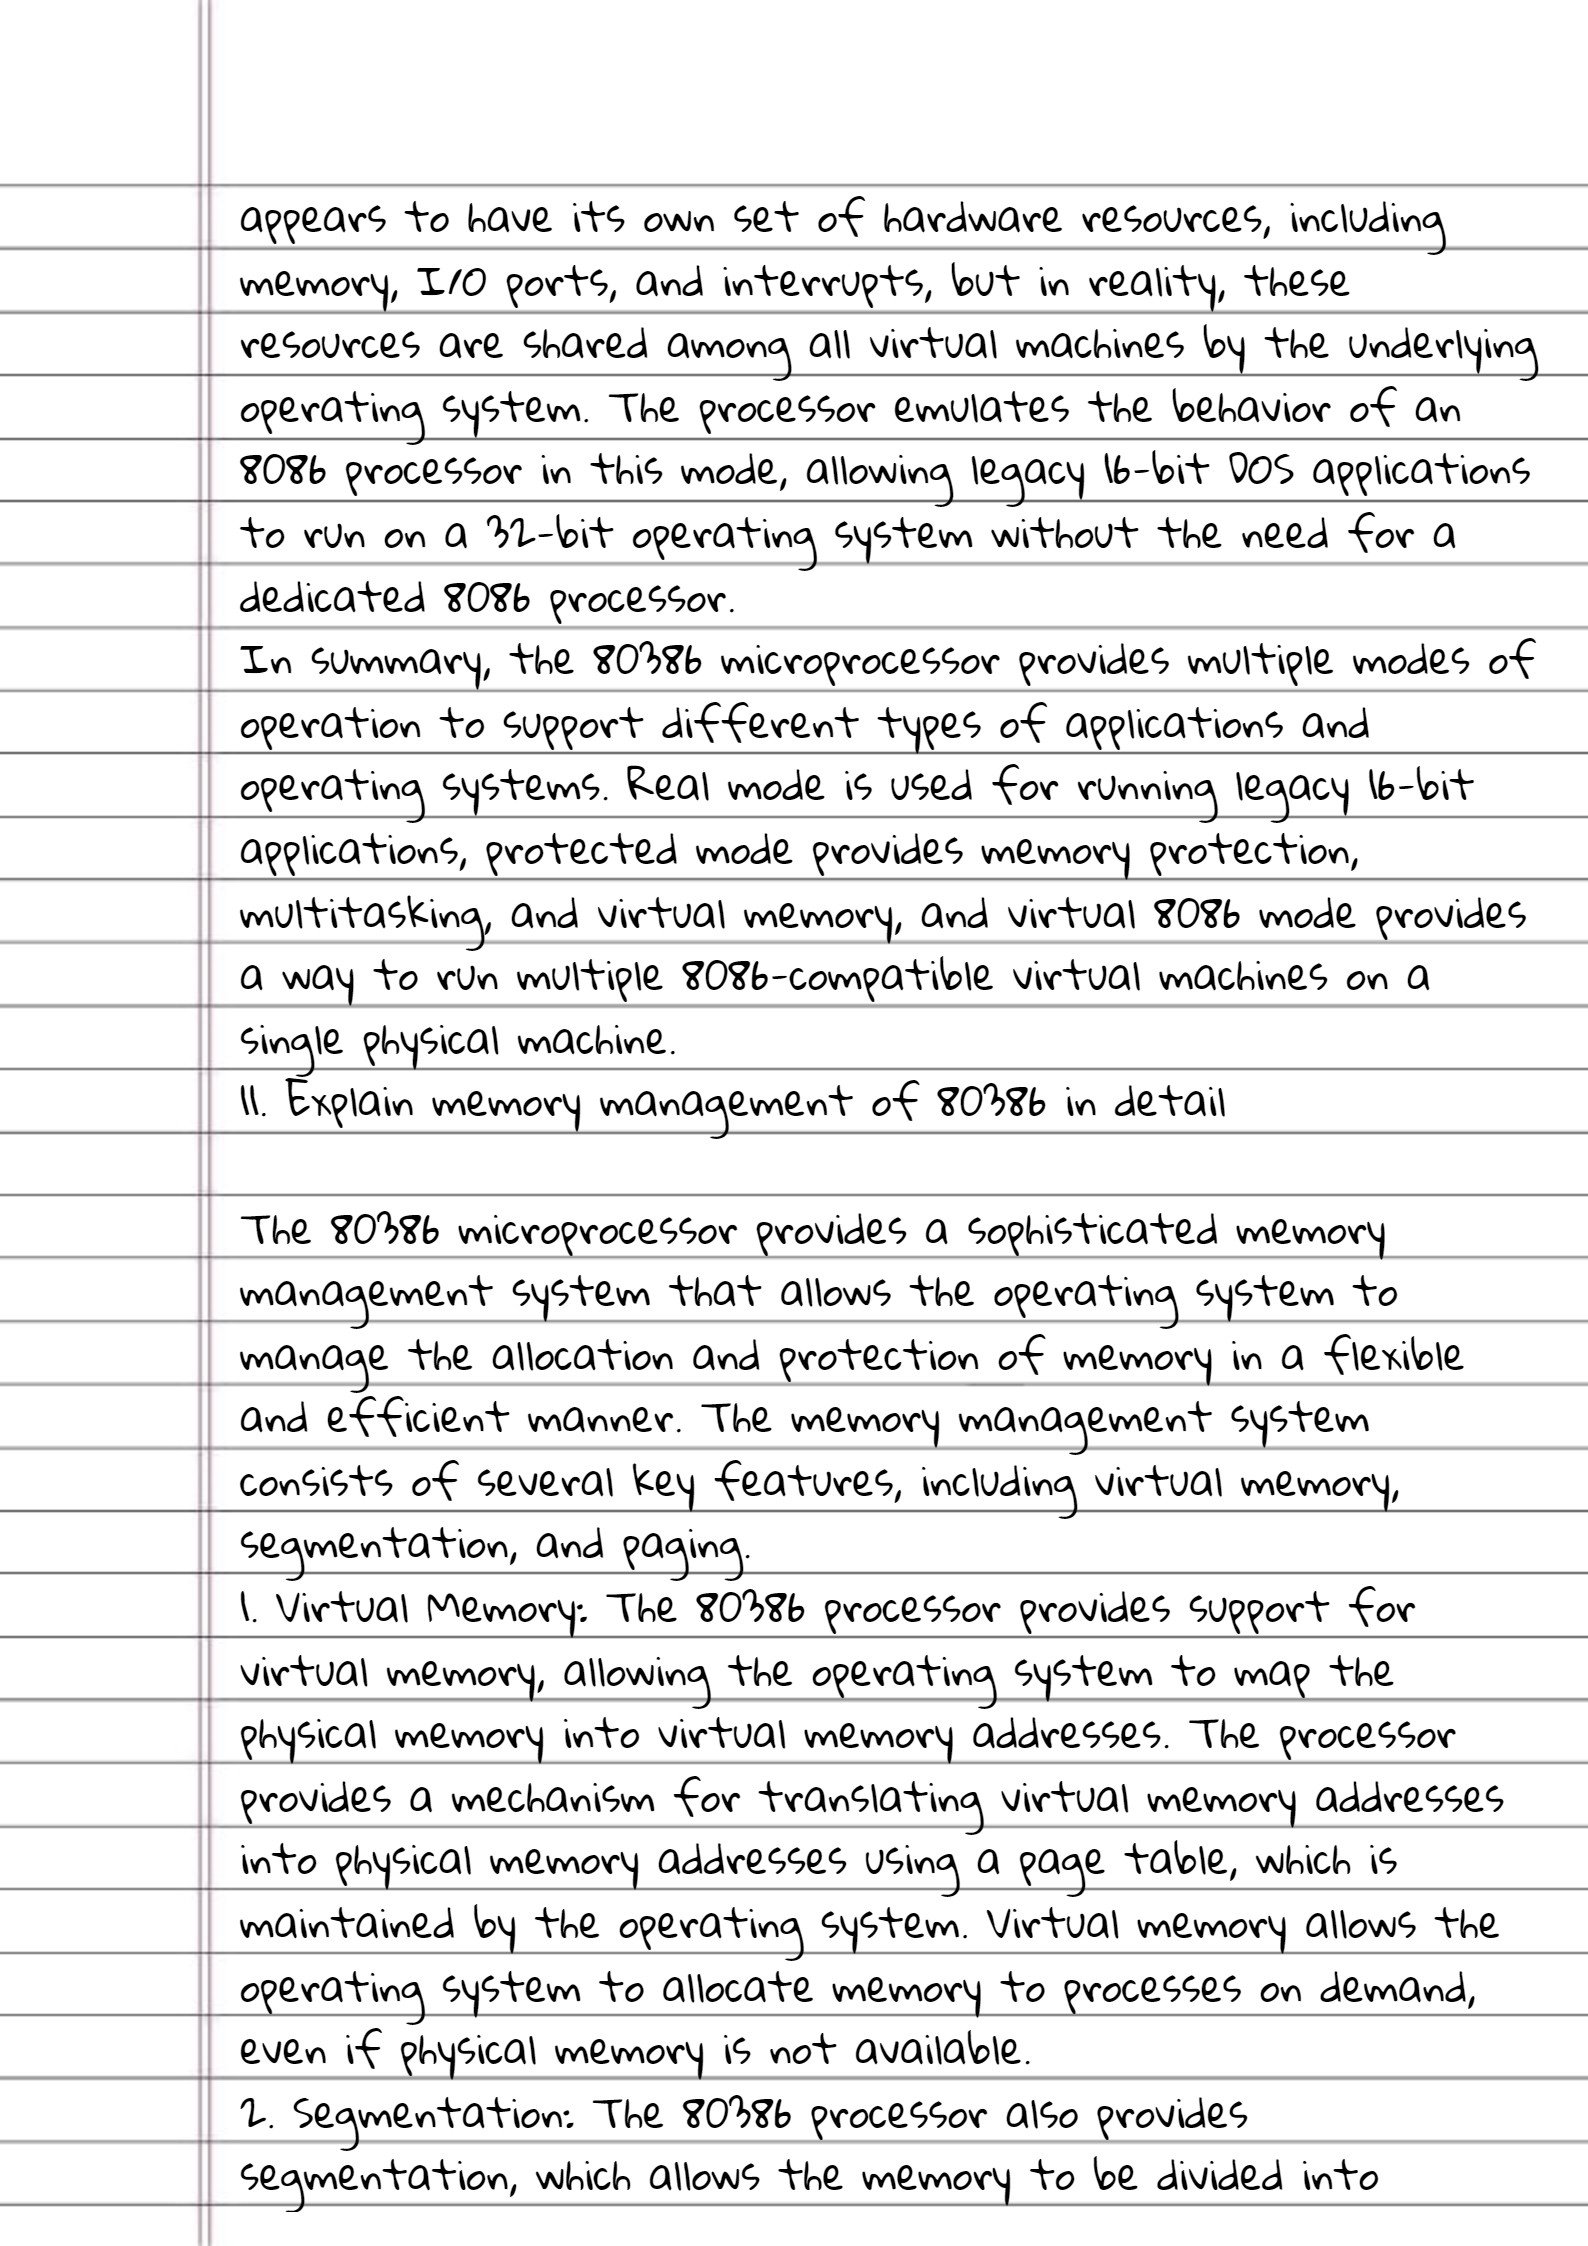 appears to have its own set of hardware resources, including
memory, I/O ports, and interrupts, but in reality, these
resources are shared among all virtual machines by the underlying
operating system. The processor emulates the behavior of an
8086 processor in this mode, allowing legacy 16-bit DOS applications
to run on a 32-bit operating system without the need for a
dedicated 8086 processor.
In summary, the 80386 microprocessor provides multiple modes of
operation to support different types of applications and
operating systems. Real mode is used for running legacy 16-bit
applications, protected mode provides memory protection,
multitasking, and virtual memory, and virtual 8086 mode provides
a way to run multiple 8086-compatible virtual machines on a
single physical machine.
11. Explain memory management of 80386 in detail
The 80386 microprocessor provides a sophisticated memory
management system that allows the operating system to
manage the allocation and protection of memory in a flexible
and efficient manner. The memory management system
consists of several key features, including virtual memory,
segmentation, and paging.
1. Virtual Memory: The 80386 processor provides support for
virtual memory, allowing the operating system to map the
physical memory into virtual memory addresses. The processor
provides a mechanism for translating virtual memory addresses
into physical memory addresses using a page table, which is
maintained by the operating system. Virtual memory allows the
operating system to allocate memory to processes on demand,
even if physical memory is not available.
2. Segmentation: The 80386 processor also provides
segmentation, which allows the memory to be divided into